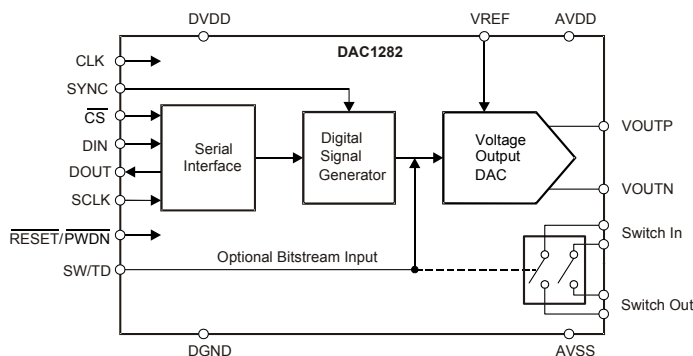 DVDD
VREF
AVDD
DAC1282
CLK
SYNC
CS
DIN
DOUT
SCLK
RESET/PWDN
SW/TD
Serial
Interface
Digital
Signal
Generator
Voltage
Output
DAC
VOUTP
VOUTN
Switch In
Optional Bitstream Input
Switch Out
DGND
AVSS